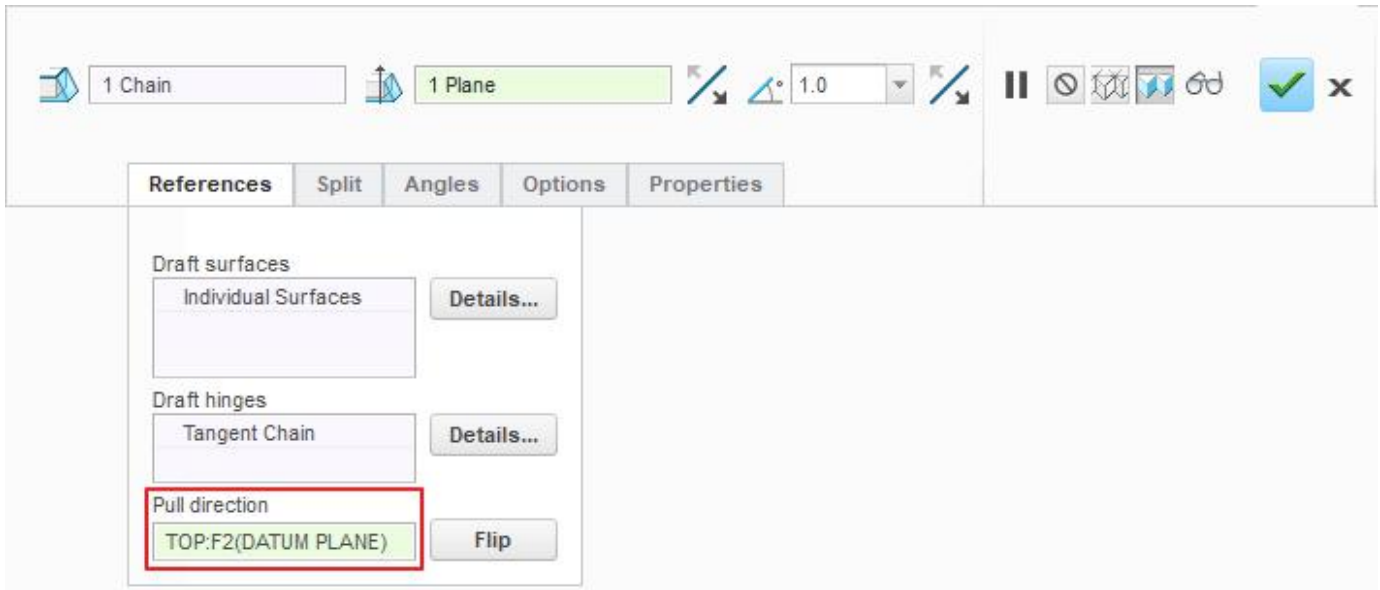 1 Chain 1 Plane 1.0
References Split Angles Options Properties
Draft surfaces
Individual Surfaces Details...
Draft hinges
Tangent Chain Details...
Pull direction
TOP:F2(DATUM PLANE) Flip